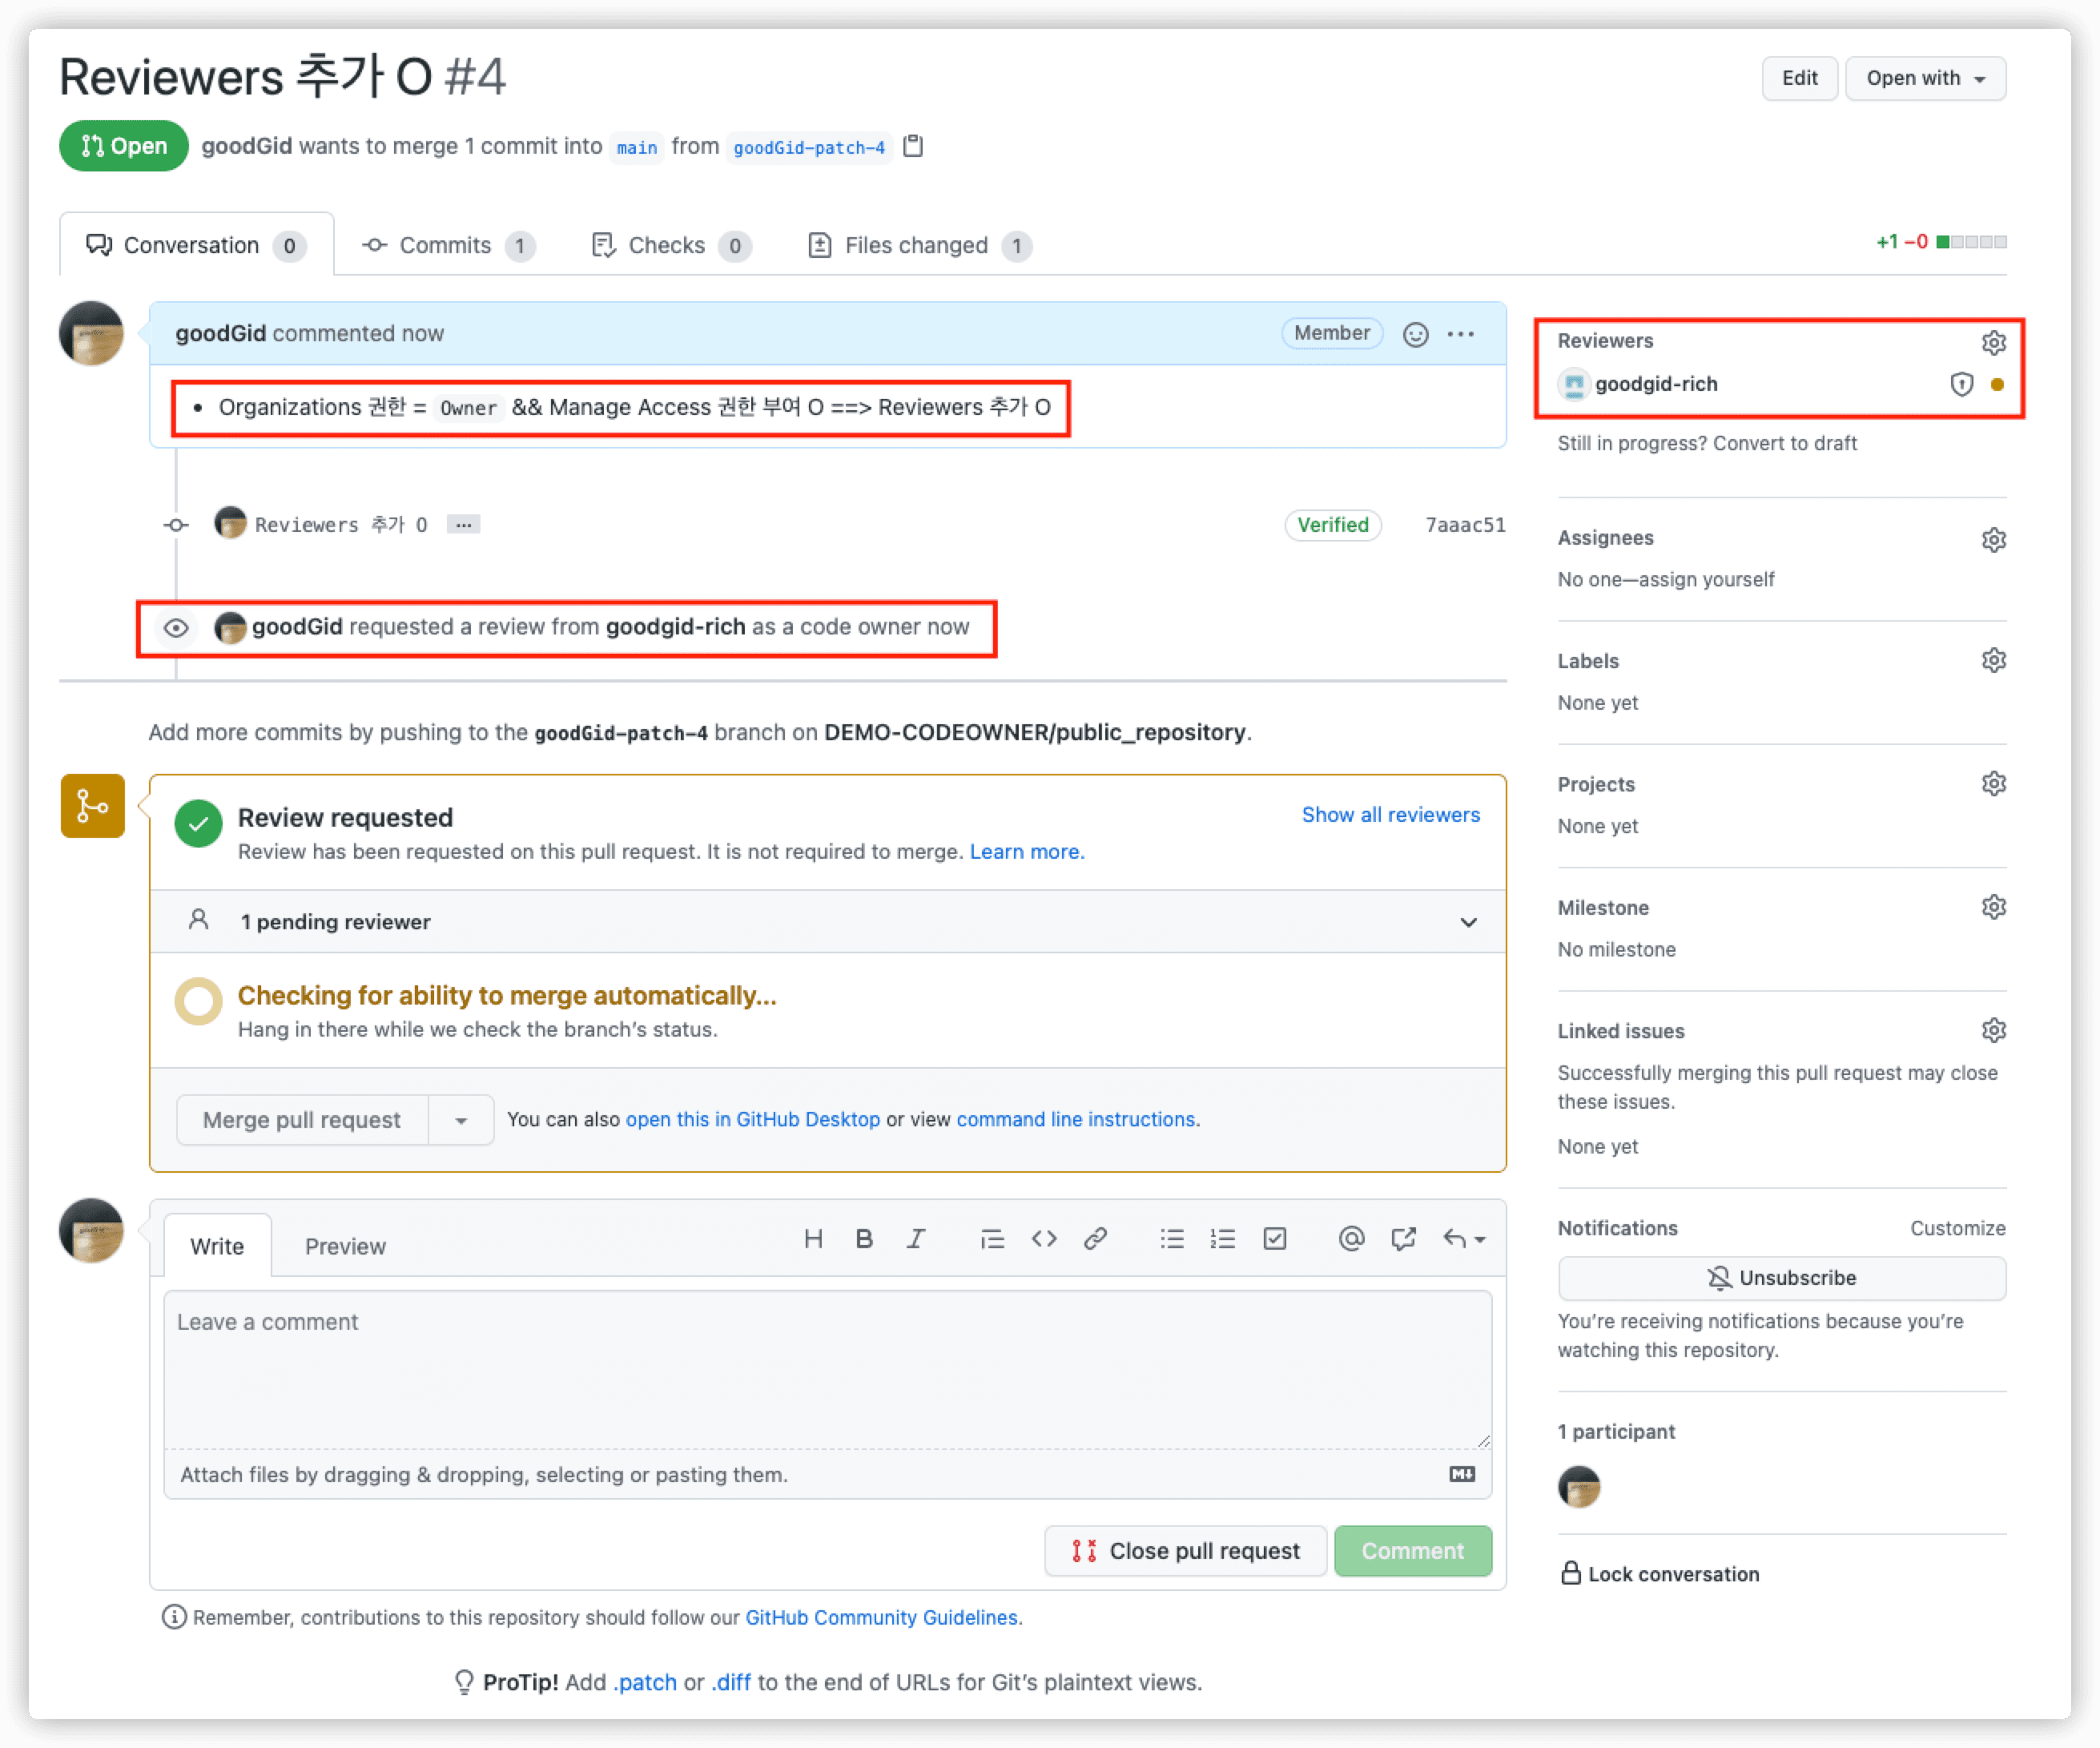 Reviewers 추가 O #4
Edit
Open with
Open
goodGid wants to merge 1 commit into main from goodGid-patch-4
Conversation 0
Commits 1
Checks 0
Files changed 1
+1 −0
goodGid commented now
Member
• Organizations 권한 = Owner && Manage Access 권한 부여 O ==> Reviewers 추가 O
Reviewers 추가 O ...
Verified
7aaac51
goodGid requested a review from goodgid-rich as a code owner now
Add more commits by pushing to the goodGid-patch-4 branch on DEMO-CODEOWNER/public_repository.
Review requested
Show all reviewers
Review has been requested on this pull request. It is not required to merge. Learn more.
1 pending reviewer
Checking for ability to merge automatically...
Hang in there while we check the branch's status.
Merge pull request
You can also open this in GitHub Desktop or view command line instructions.
Write
Preview
Leave a comment
Attach files by dragging & dropping, selecting or pasting them.
Close pull request
Comment
Remember, contributions to this repository should follow our GitHub Community Guidelines.
ProTip! Add .patch or .diff to the end of URLs for Git's plaintext views.
Reviewers
goodgid-rich
Still in progress? Convert to draft
Assignees
No one—assign yourself
Labels
None yet
Projects
None yet
Milestone
No milestone
Linked issues
Successfully merging this pull request may close
these issues.
None yet
Notifications
Customize
Unsubscribe
You're receiving notifications because you're
watching this repository.
1 participant
Lock conversation